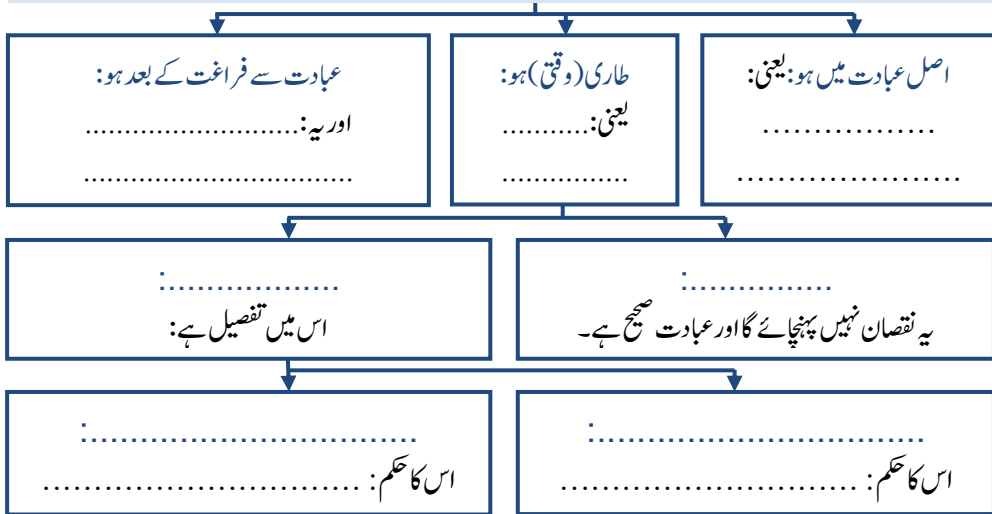 اصل عبادت میں ہو: یعنی:
.................
......................
طاری (وقتی) ہو:
یعنی:...........
................
عبادت سے فراغت کے بعد ہو:
اور یہ:...........................
..................................
...............:
یہ نقصان نہیں پہنچائے گا اور عبادت صحیح ہے۔
..................:
اس میں تفصیل ہے:
.................................:
اس کا حکم: .............................
.................................:
اس کا حکم: ...............................